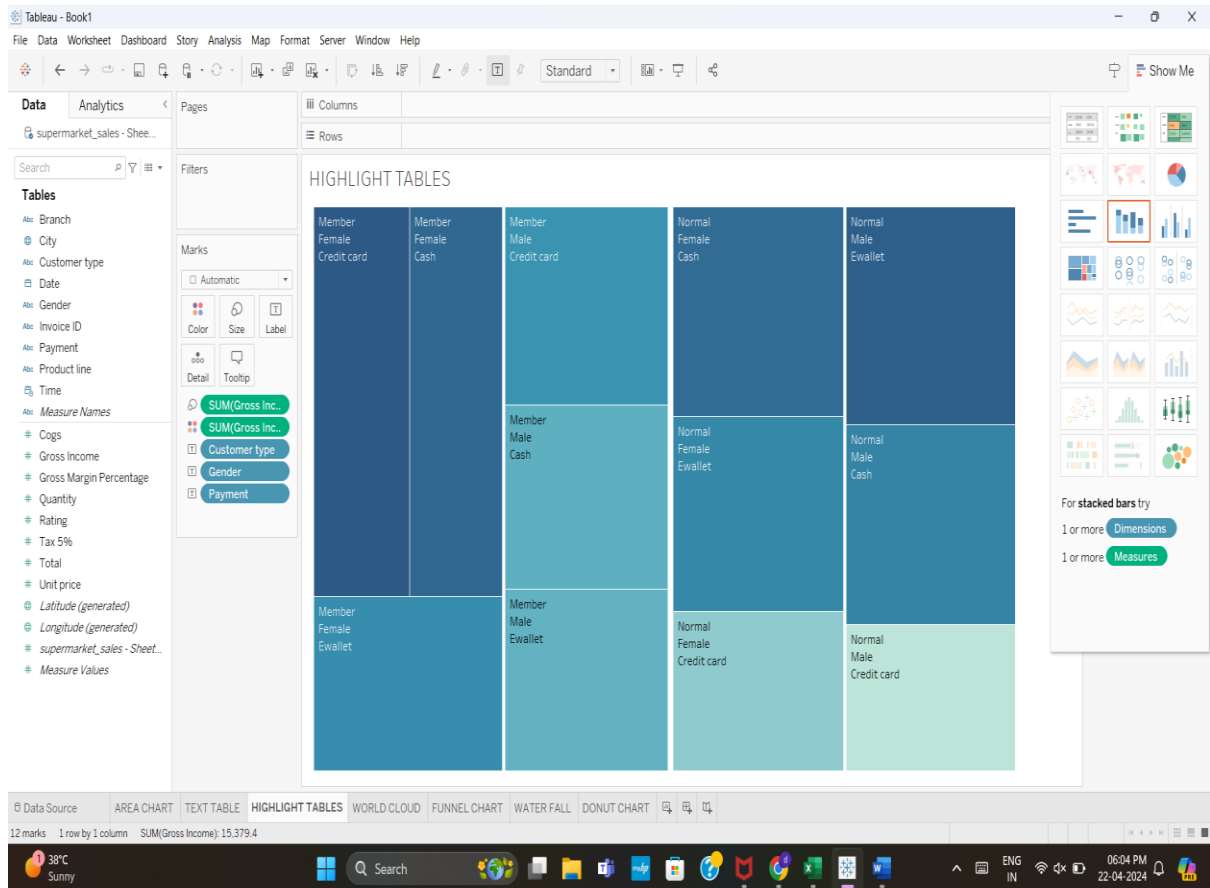 Tableau - Book1
File Data Worksheet Dashboard Story Analysis Map Format Server Window Help
Standard
Show Me
Data Analytics
supermarket_sales - Shee...
Search
Tables
Abc Branch
City
Abc Customer type
Date
Abc Gender
Abc Invoice ID
Abc Payment
Abc Product line
Time
Abc Measure Names
# Cogs
# Gross Income
# Gross Margin Percentage
# Quantity
# Rating
# Tax 5%
# Total
# Unit price
Latitude (generated)
Longitude (generated)
# supermarket_sales - Sheet...
# Measure Values
Pages
Filters
Marks
Automatic
Color Size Label
Detail Tooltip
SUM(Gross Inc..
SUM(Gross Inc..
Customer type
Gender
Payment
iii Columns
Rows
HIGHLIGHT TABLES
Member
Female
Credit card
Member
Female
Cash
Member
Female
Ewallet
Member
Male
Credit card
Member
Male
Cash
Member
Male
Ewallet
Normal
Female
Cash
Normal
Female
Ewallet
Normal
Female
Credit card
Normal
Male
Ewallet
Normal
Male
Cash
Normal
Male
Credit card
For stacked bars try
1 or more Dimensions
1 or more Measures
Data Source AREA CHART TEXT TABLE HIGHLIGHT TABLES WORLD CLOUD FUNNEL CHART WATER FALL DONUT CHART
12 marks 1 row by 1 column SUM(Gross Income): 15,379.4
1
38°C
Sunny
Search
ENG
IN
06:04 PM
22-04-2024